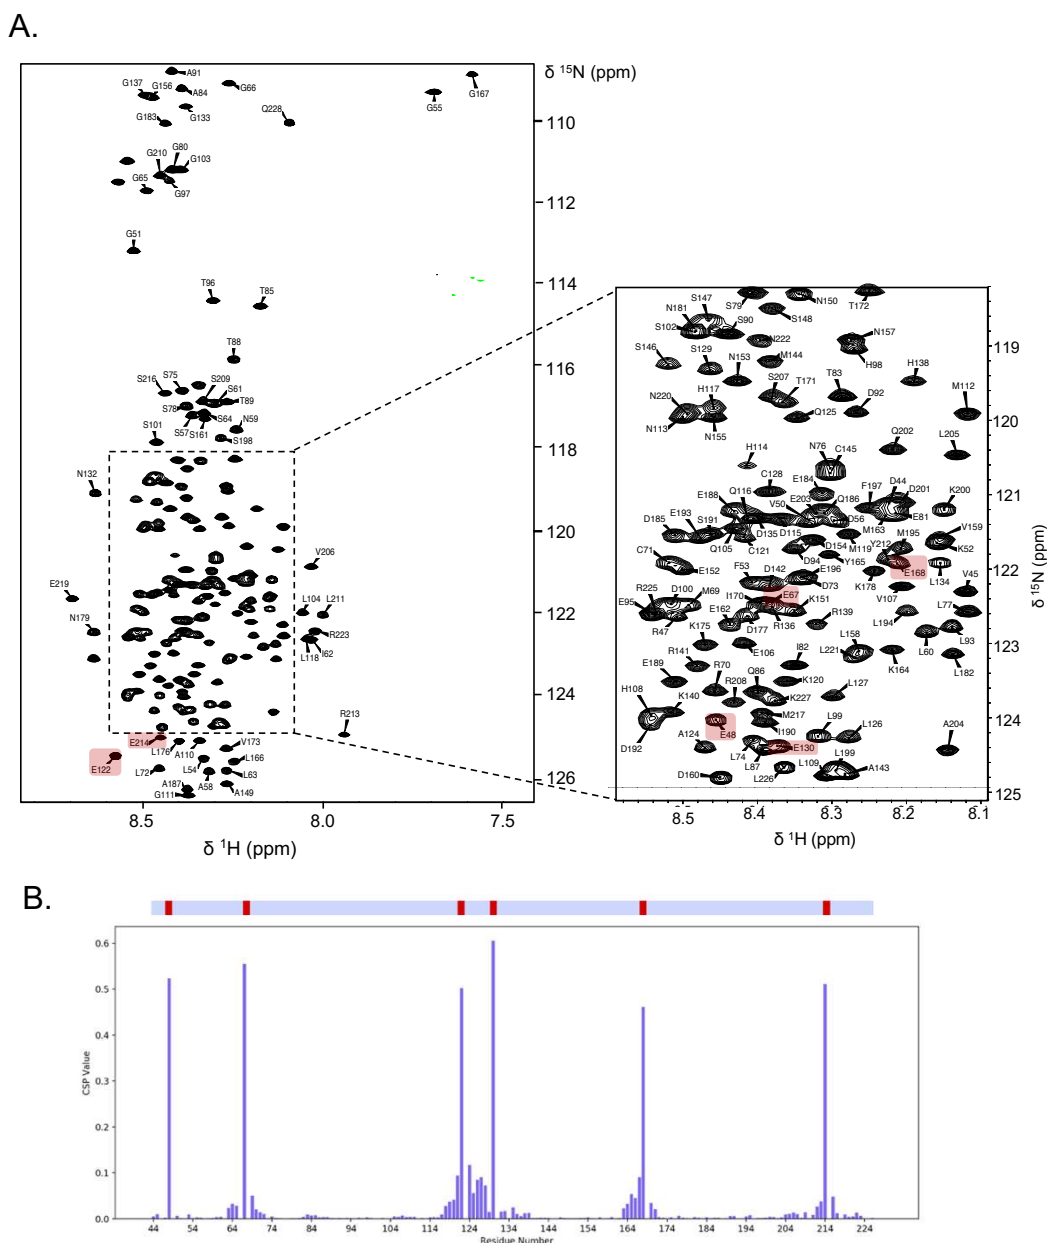 A.
δ ¹⁵N (ppm)
A91
G137
G156
A84
G66
G167
G55
G183
G133
Q228
110
G210
G80
G103
G65
G97
112
G51
114
T96
T85
T88
116
S216
S75
S209
S61
T89
S78
S57
S64
N59
S101
S161
S198
118
N132
120
V206
E219
L104
L211
122
N179
R223
I62
L118
124
R213
E214
L176
A110
V173
E122
L54
L166
L72
A58
L63
126
A187
A149
G111
8.5
8.0
7.5
δ ¹H (ppm)
S147
N181
S79
N150
T172
S102
S90
S148
119
S129
N222
N157
S146
N153
M144
H98
H138
H117
S207
T83
M112
N220
T171
D92
120
N113
N155
Q125
Q202
L205
H114
N76
C145
C128
E184
F197
D44
121
E188
Q116
E203
Q186
D201
K200
E193
V50
D185
S191
D135
D115
D56
M163
E81
V159
Q105
C121
D154
M119
Y212
M195
K52
C71
D94
Y165
E152
F53
D142
E196
E168
L134
122
R225
D100
M69
D73
K178
V107
V45
I170
E67
K151
E95
E162
R136
R139
L194
L77
R47
D177
K175
L93
123
E106
I82
L158
L60
R141
L221
K164
L182
E189
R70
Q86
K120
L127
H108
K140
R208
K227
124
M217
L99
L126
E48
I190
A204
D192
A124
E130
L74
L199
L87
L109
A143
D160
L226
125
8.5
8.4
8.3
8.2
8.1
δ ¹H (ppm)
δ ¹⁵N (ppm)
B.
0.6
0.5
0.4
0.3
0.2
0.1
0.0
CSP Value
44 54 64 74 84 94 104 114 124 134 144 154 164 174 184 194 204 214 224
Residue Number